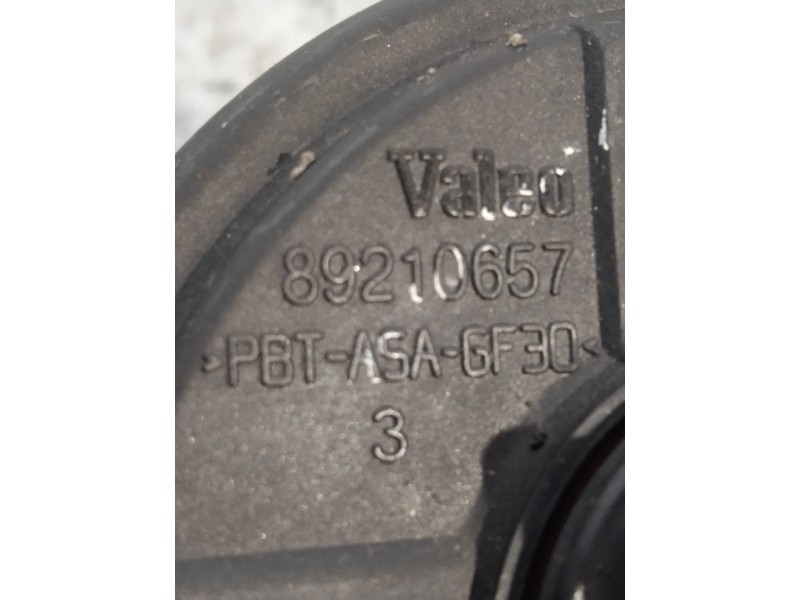 Valeo
89210657
>PBT-ASA-GF30<
3